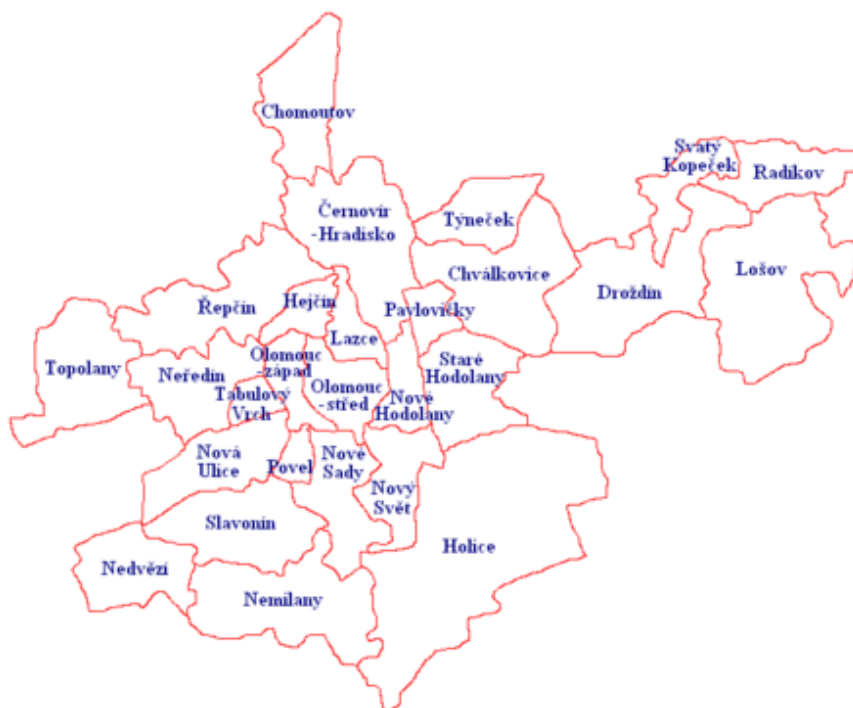 Chomoutov
Svatý
Kopeček
Radíkov
Černovír
-Hradisko
Týneček
Chválkovice
Lošov
Droždín
Řepčín
Hejčín
Pavlovičky
Lazce
Topolany
Neředín
Olomouc
-západ
Staré
Hodolany
Olomouc
-střed
Tabulový
Vrch
Nové
Hodolany
Nová
Ulice
Povel
Nové
Sady
Nový
Svět
Slavonín
Holice
Nedvězí
Nemilany